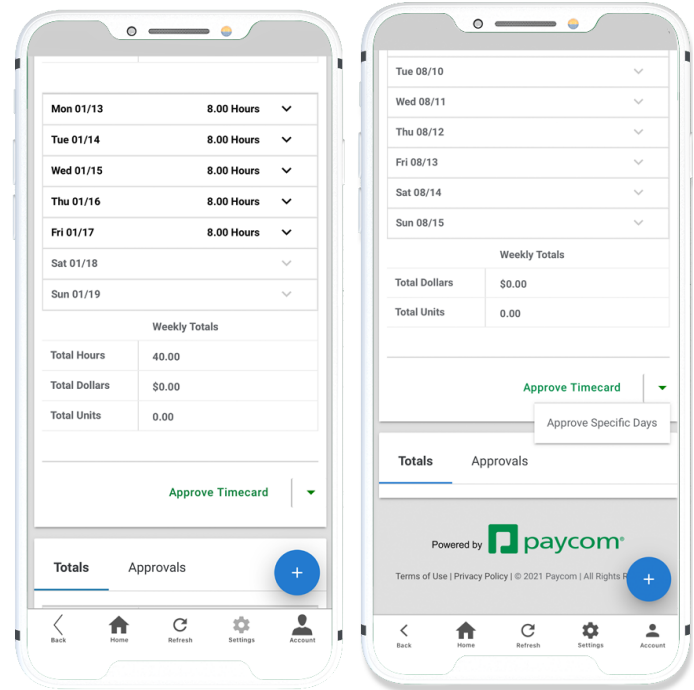 Mon 01/13 8.00 Hours
Tue 01/14 8.00 Hours
Wed 01/15 8.00 Hours
Thu 01/16 8.00 Hours
Fri 01/17 8.00 Hours
Sat 01/18
Sun 01/19
Weekly Totals
Total Hours 40.00
Total Dollars $0.00
Total Units 0.00
Approve Timecard
Totals Approvals
+
Back Home Refresh Settings Account
Tue 08/10
Wed 08/11
Thu 08/12
Fri 08/13
Sat 08/14
Sun 08/15
Weekly Totals
Total Dollars $0.00
Total Units 0.00
Approve Timecard
Approve Specific Days
Totals Approvals
Powered by paycom®
Terms of Use | Privacy Policy | © 2021 Paycom | All Rights R
+
Back Home Refresh Settings Account